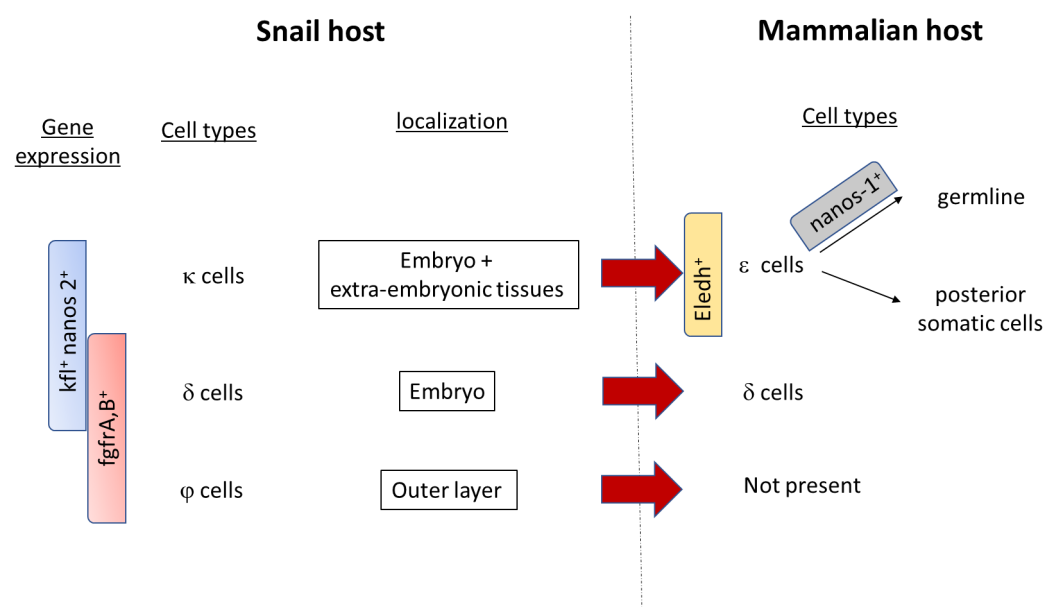 Snail host
Mammalian host
Gene
expression
Cell types
localization
Cell types
kfl⁺ nanos 2⁺
fgfrA,B⁺
κ cells
Embryo +
extra-embryonic tissues
Eledh⁺
ε cells
nanos-1⁺
germline
posterior
somatic cells
δ cells
Embryo
δ cells
φ cells
Outer layer
Not present